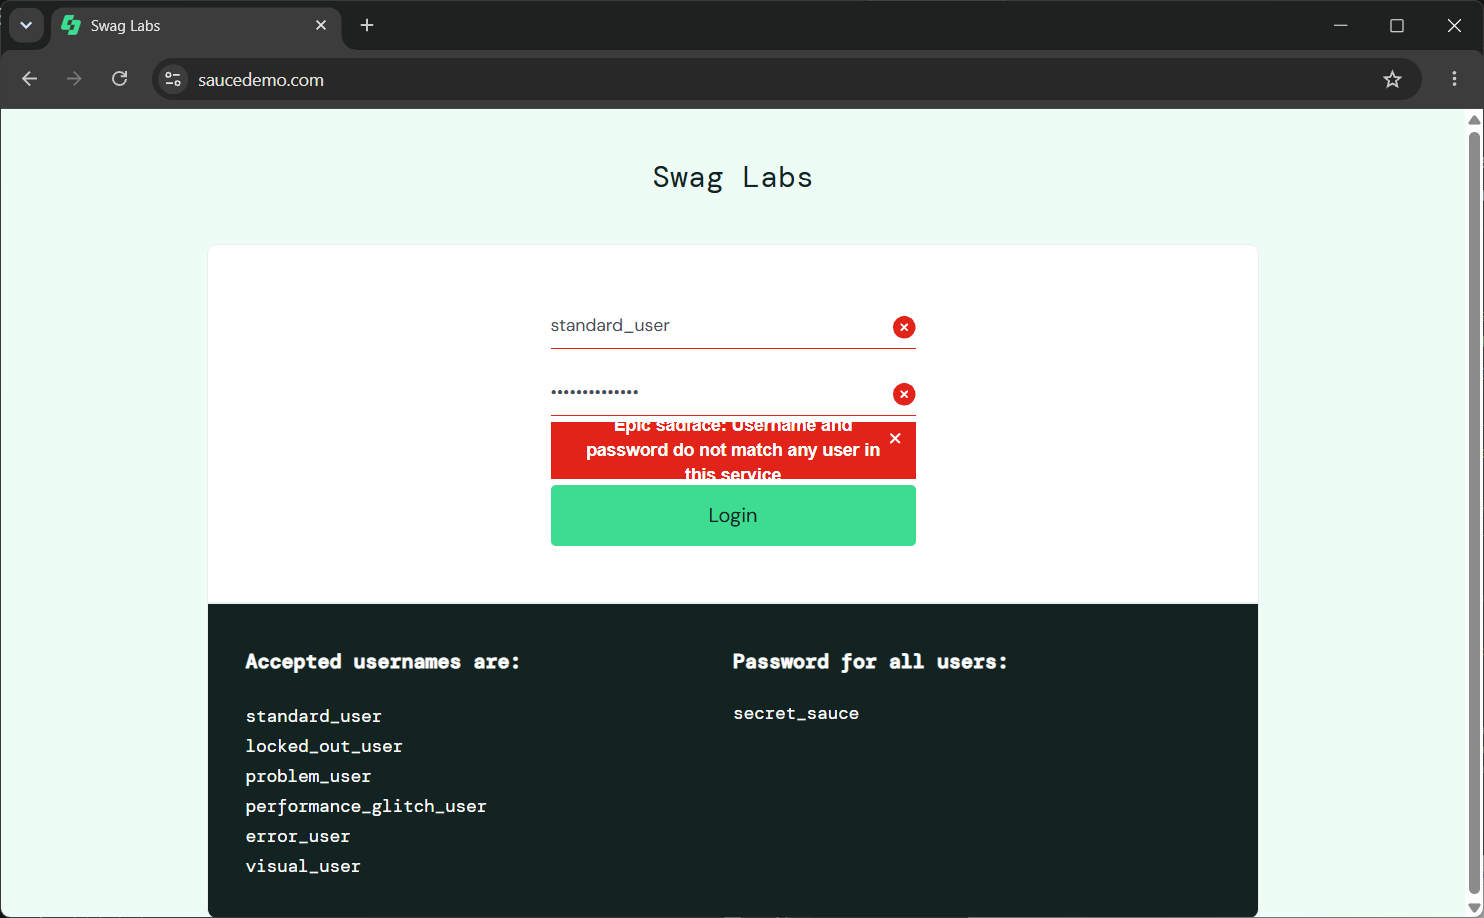 Swag Labs
saucedemo.com
Swag Labs
standard_user
••••••••••••••
Epic sadface: Username and
password do not match any user in
this service
Login
Accepted usernames are:
standard_user
locked_out_user
problem_user
performance_glitch_user
error_user
visual_user
Password for all users:
secret_sauce